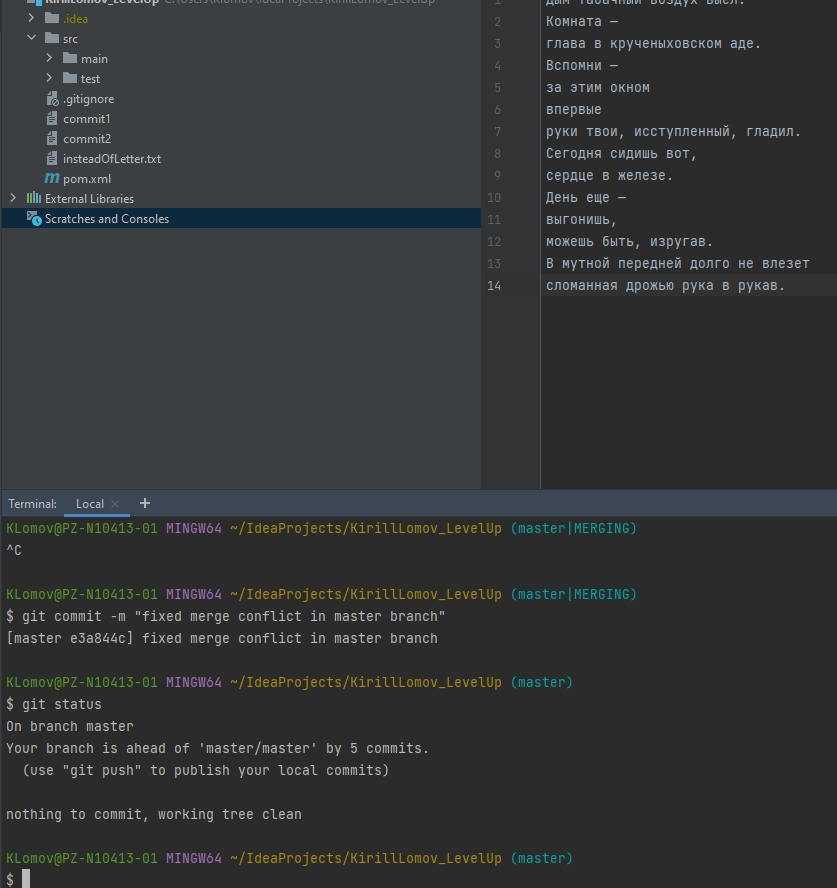 KirillLomov_LevelUp C:\Users\klomov\IdeaProjects\KirillLomov_LevelUp
.idea
src
main
test
.gitignore
commit1
commit2
insteadOfLetter.txt
m pom.xml
External Libraries
Scratches and Consoles
1 Дым табачный воздух выел.
2 Комната —
3 глава в крученыховском аде.
4 Вспомни —
5 за этим окном
6 впервые
7 руки твои, исступленный, гладил.
8 Сегодня сидишь вот,
9 сердце в железе.
10 День еще —
11 выгонишь,
12 можешь быть, изругав.
13 В мутной передней долго не влезет
14 сломанная дрожью рука в рукав.
Terminal: Local × +
KLomov@PZ-N10413-01 MINGW64 ~/IdeaProjects/KirillLomov_LevelUp (master|MERGING)
^C
KLomov@PZ-N10413-01 MINGW64 ~/IdeaProjects/KirillLomov_LevelUp (master|MERGING)
$ git commit -m "fixed merge conflict in master branch"
[master e3a844c] fixed merge conflict in master branch
KLomov@PZ-N10413-01 MINGW64 ~/IdeaProjects/KirillLomov_LevelUp (master)
$ git status
On branch master
Your branch is ahead of 'master/master' by 5 commits.
(use "git push" to publish your local commits)
nothing to commit, working tree clean
KLomov@PZ-N10413-01 MINGW64 ~/IdeaProjects/KirillLomov_LevelUp (master)
$